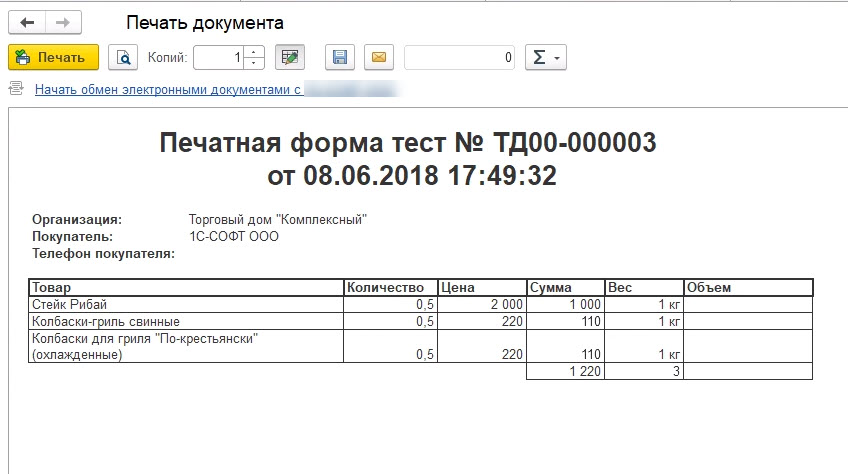 Печать документа
Печать Копий: 1 0 Σ
Начать обмен электронными документами с
Печатная форма тест № ТД00-000003
от 08.06.2018 17:49:32
Организация: Торговый дом "Комплексный"
Покупатель: 1С-СОФТ ООО
Телефон покупателя:
Товар Количество Цена Сумма Вес Объем
Стейк Рибай 0,5 2 000 1 000 1 кг
Колбаски-гриль свинные 0,5 220 110 1 кг
Колбаски для гриля "По-крестьянски"
(охлажденные) 0,5 220 110 1 кг
1 220 3